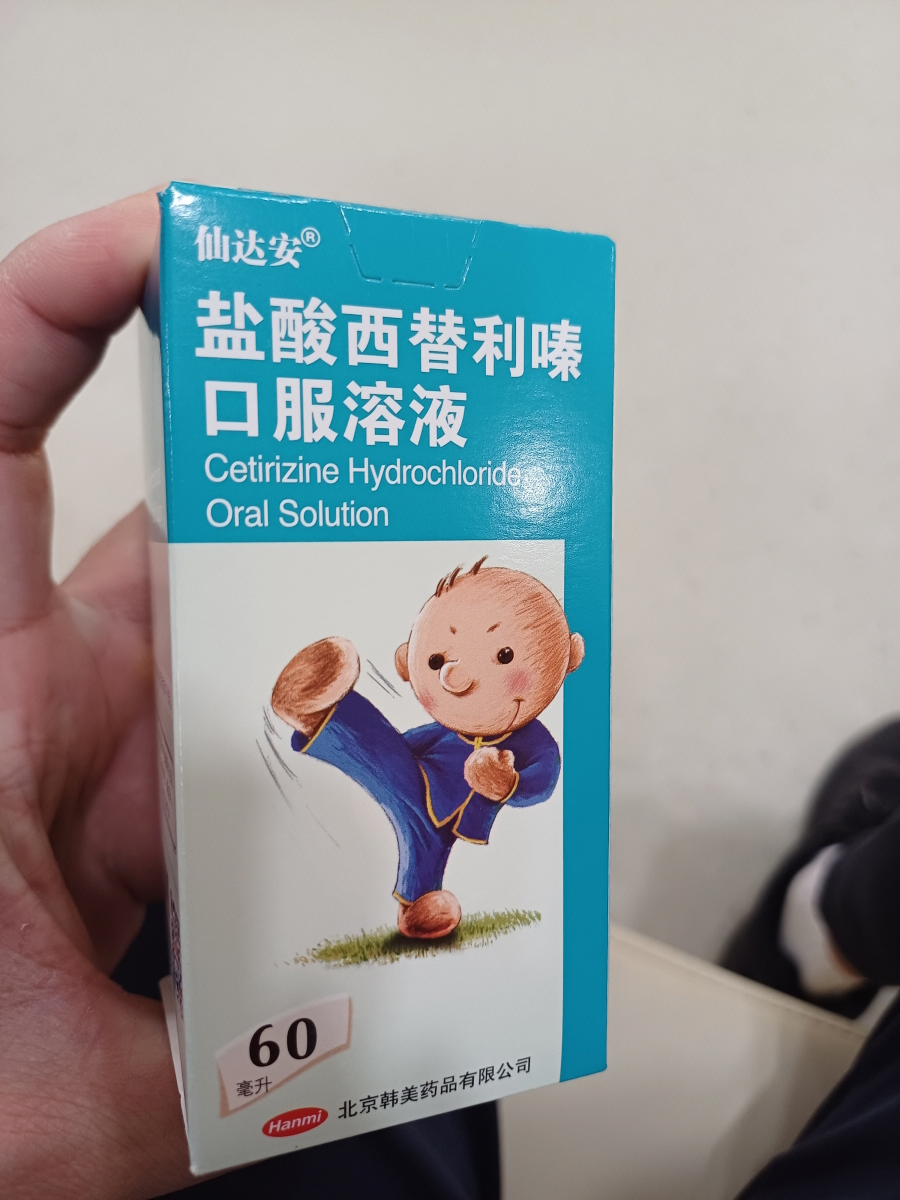 仙达安®
盐酸西替利嗪
口服溶液
Cetirizine Hydrochloride
Oral Solution
60
毫升
Hanmi 北京韩美药品有限公司